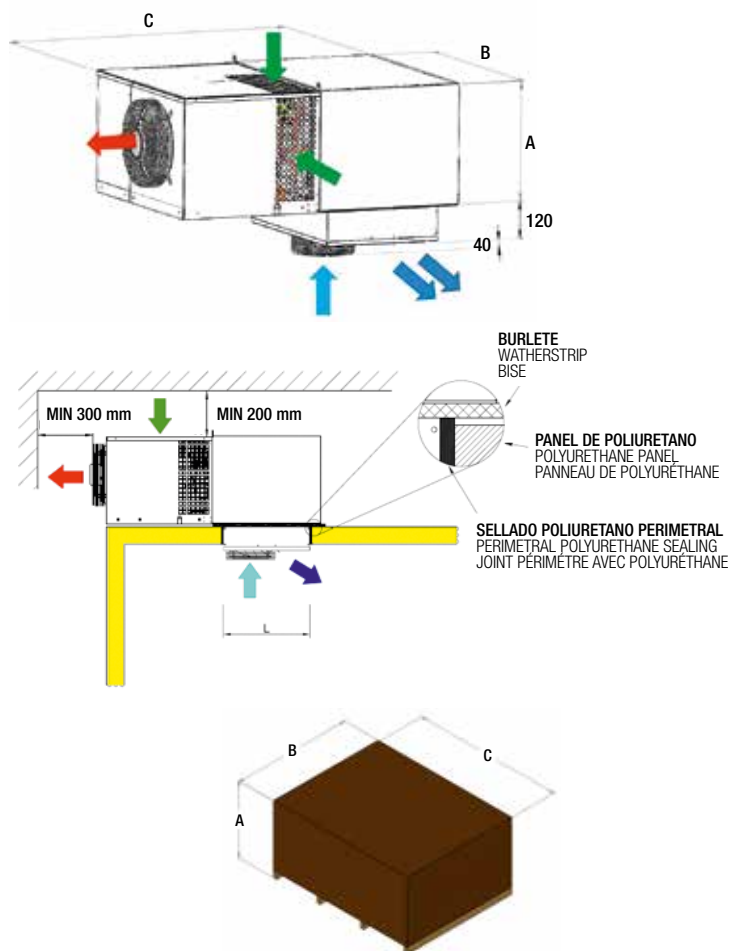 C
B
A
120
40
BURLETE
WATHERSTRIP
BISE
MIN 300 mm
MIN 200 mm
PANEL DE POLIURETANO
POLYURETHANE PANEL
PANNEAU DE POLYURÉTHANE
SELLADO POLIURETANO PERIMETRAL
PERIMETRAL POLYURETHANE SEALING
JOINT PÉRIMÉTRE AVEC POLYURÉTHANE
L
B
C
A